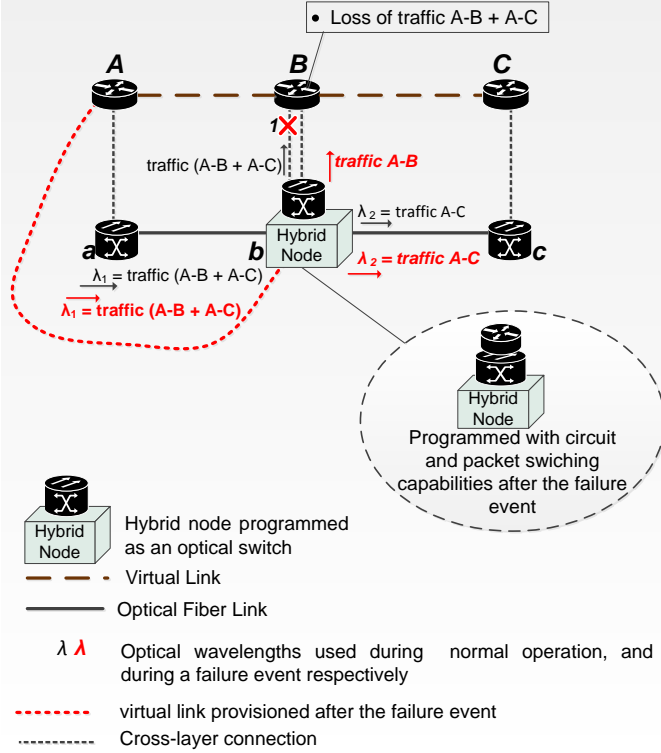 • Loss of traffic A-B + A-C
A
B
C
1
traffic (A-B + A-C)
traffic A-B
λ2 = traffic A-C
a
b
Hybrid
Node
c
λ1 = traffic (A-B + A-C)
λ2 = traffic A-C
λ1 = traffic (A-B + A-C)
Hybrid
Node
Programmed with circuit
and packet swiching
capabilities after the failure
event
Hybrid
Node
Hybrid node programmed
as an optical switch
Virtual Link
Optical Fiber Link
λ λ
Optical wavelengths used during normal operation, and
during a failure event respectively
virtual link provisioned after the failure event
Cross-layer connection